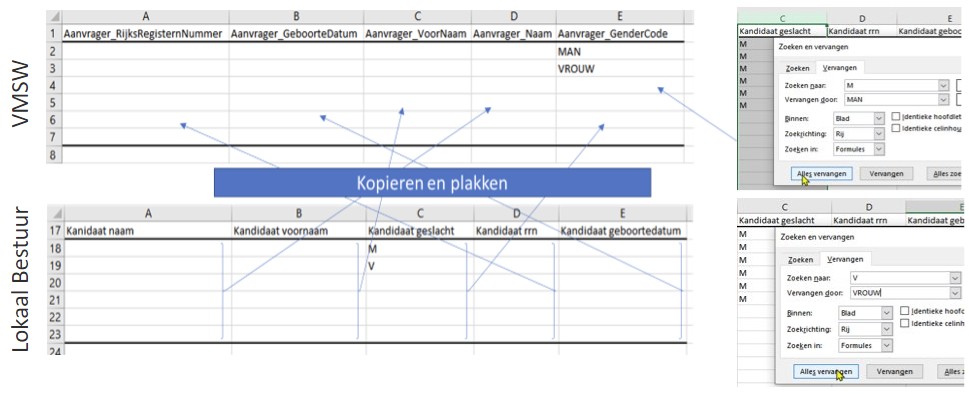 VMSW
A B C D E
1 Aanvrager_RijksRegisternNummer Aanvrager_GeboorteDatum Aanvrager_VoorNaam Aanvrager_Naam Aanvrager_GenderCode
2 MAN
3 VROUW
4
5
6
7
8
Kopieren en plakken
Lokaal Bestuur
A B C D E
17 Kanidaat naam Kandidaat voornaam Kandidaat geslacht Kandidaat rrn Kandidaat geboortedatum
18 M
19 V
20
21
22
23
24
C D E
Kandidaat geslacht Kandidaat rrn Kandidaat geboc
M
M
M
M
M
M
Zoeken en vervangen
Zoeken Vervangen
Zoeken naar: M
Vervangen door: MAN
Binnen: Blad Identieke hoofdlet
Zoekrichting: Rij Identieke celinhou
Zoeken in: Formules
Alles vervangen Vervangen Alles zoe
C D E
Kandidaat geslacht Kandidaat rrn Kandidaat geb
M
M
M
M
M
M
Zoeken en vervangen
Zoeken Vervangen
Zoeken naar: V
Vervangen door: VROUW
Binnen: Blad Identieke hoofd
Zoekrichting: Rij Identieke celinh
Zoeken in: Formules
Alles vervangen Vervangen Alles z